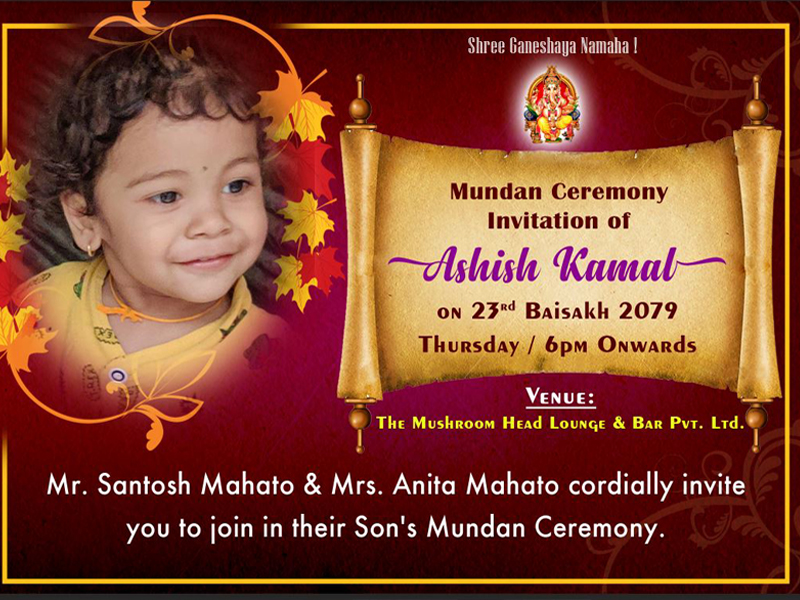 Shree Ganeshaya Namaha !
Mundan Ceremony
Invitation of
Ashish Kamal
on 23rd Baisakh 2079
Thursday / 6pm Onwards
Venue:
The Mushroom Head Lounge & Bar Pvt. Ltd.
Mr. Santosh Mahato & Mrs. Anita Mahato cordially invite
you to join in their Son's Mundan Ceremony.